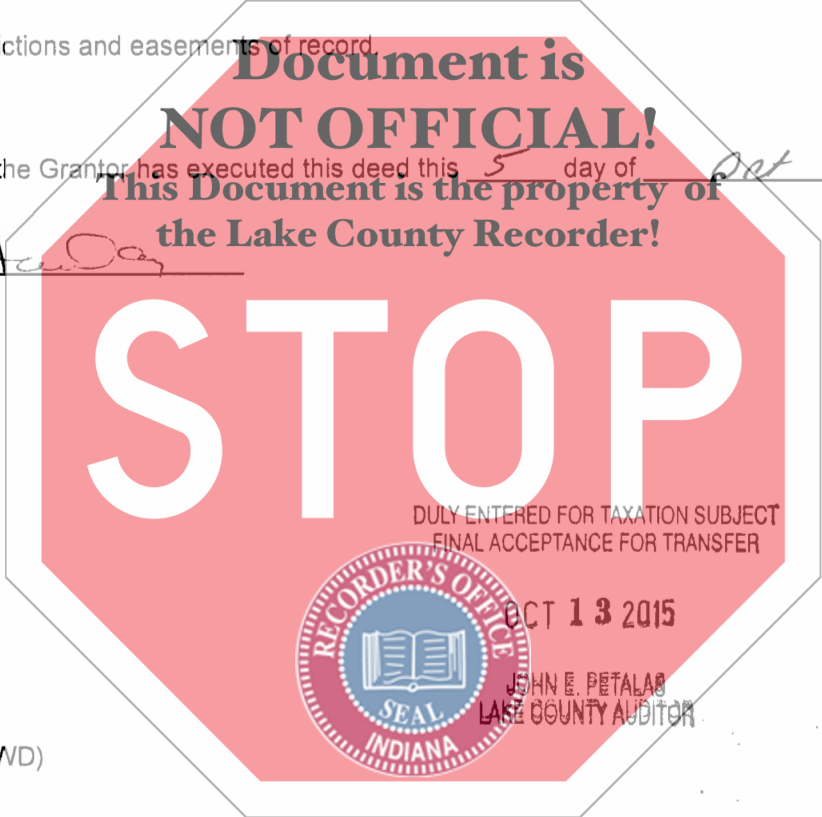 ctions and easements of record.
Document is
NOT OFFICIAL!
the Grantor has executed this deed this 5 day of Oct
This Document is the property of
the Lake County Recorder!
STOP
DULY ENTERED FOR TAXATION SUBJECT
FINAL ACCEPTANCE FOR TRANSFER
RECORDER'S OFFICE
OCT 13 2015
JOHN E. PETALAS
LAKE COUNTY AUDITOR
SEAL
INDIANA
WD)